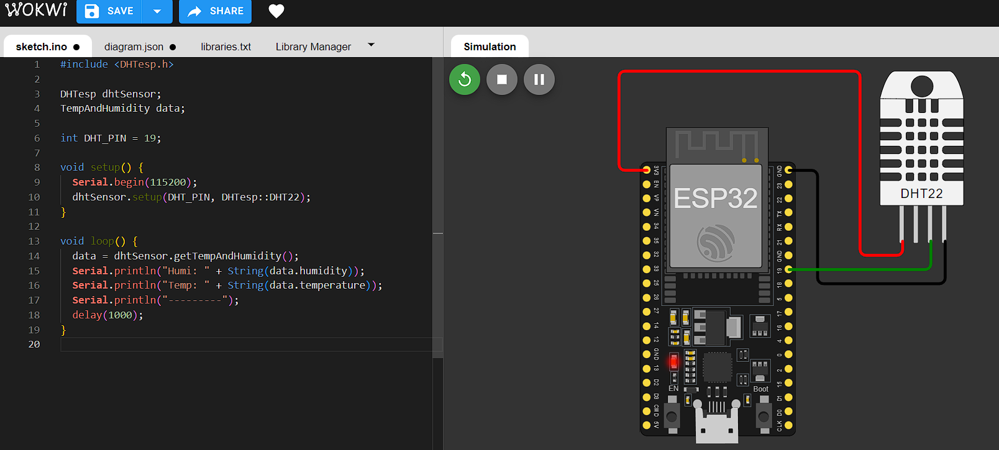 WOKWi
SAVE
SHARE
sketch.ino ●
diagram.json ●
libraries.txt
Library Manager
Simulation
1 #include <DHTesp.h>
2
3 DHTesp dhtSensor;
4 TempAndHumidity data;
5
6 int DHT_PIN = 19;
7
8 void setup() {
9 Serial.begin(115200);
10 dhtSensor.setup(DHT_PIN, DHTesp::DHT22);
11 }
12
13 void loop() {
14 data = dhtSensor.getTempAndHumidity();
15 Serial.println("Humi: " + String(data.humidity));
16 Serial.println("Temp: " + String(data.temperature));
17 Serial.println("---------");
18 delay(1000);
19 }
20
DHT22
ESP32
3V3
EN
VP
VN
34
35
32
33
25
26
27
14
12
GND
13
D2
D3
CMD
5V
GND
23
22
TX
RX
21
GND
19
18
5
17
16
4
0
2
15
D1
D0
CLK
EN
Boot